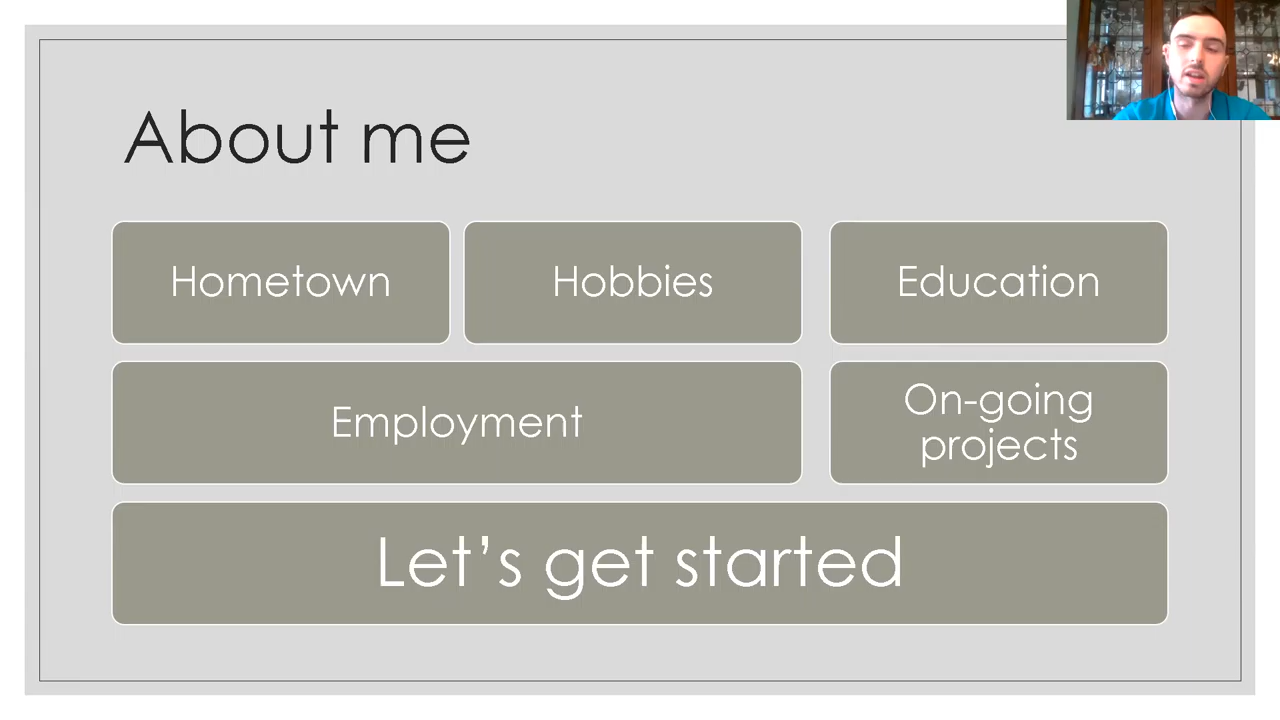 About me
Hometown
Hobbies
Education
Employment
On-going
projects
Let’s get started